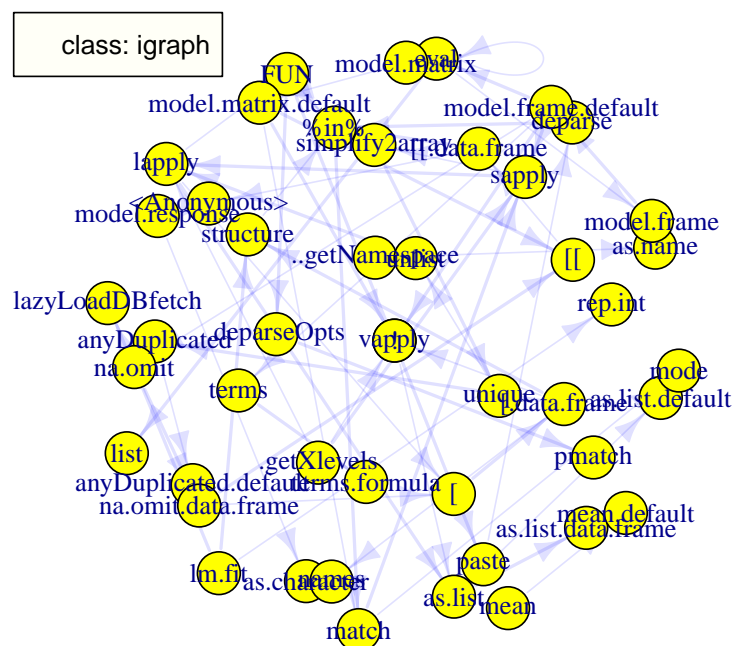 class: igraph
model.matrix
eval
FUN
model.matrix.default
model.frame.default
deparse
%in%
simplify2array
[[.data.frame
lapply
sapply
<Anonymous>
model.response
structure
model.frame
as.name
..getNamespace
unlist
[[
lazyLoadDBfetch
rep.int
anyDuplicated
deparseOpts
vapply
!
na.omit
mode
terms
unique
[.data.frame
as.list.default
list
.getXlevels
pmatch
anyDuplicated.default
terms.formula
[
na.omit.data.frame
mean.default
as.list.data.frame
paste
lm.fit
as.character
names
as.list
mean
match